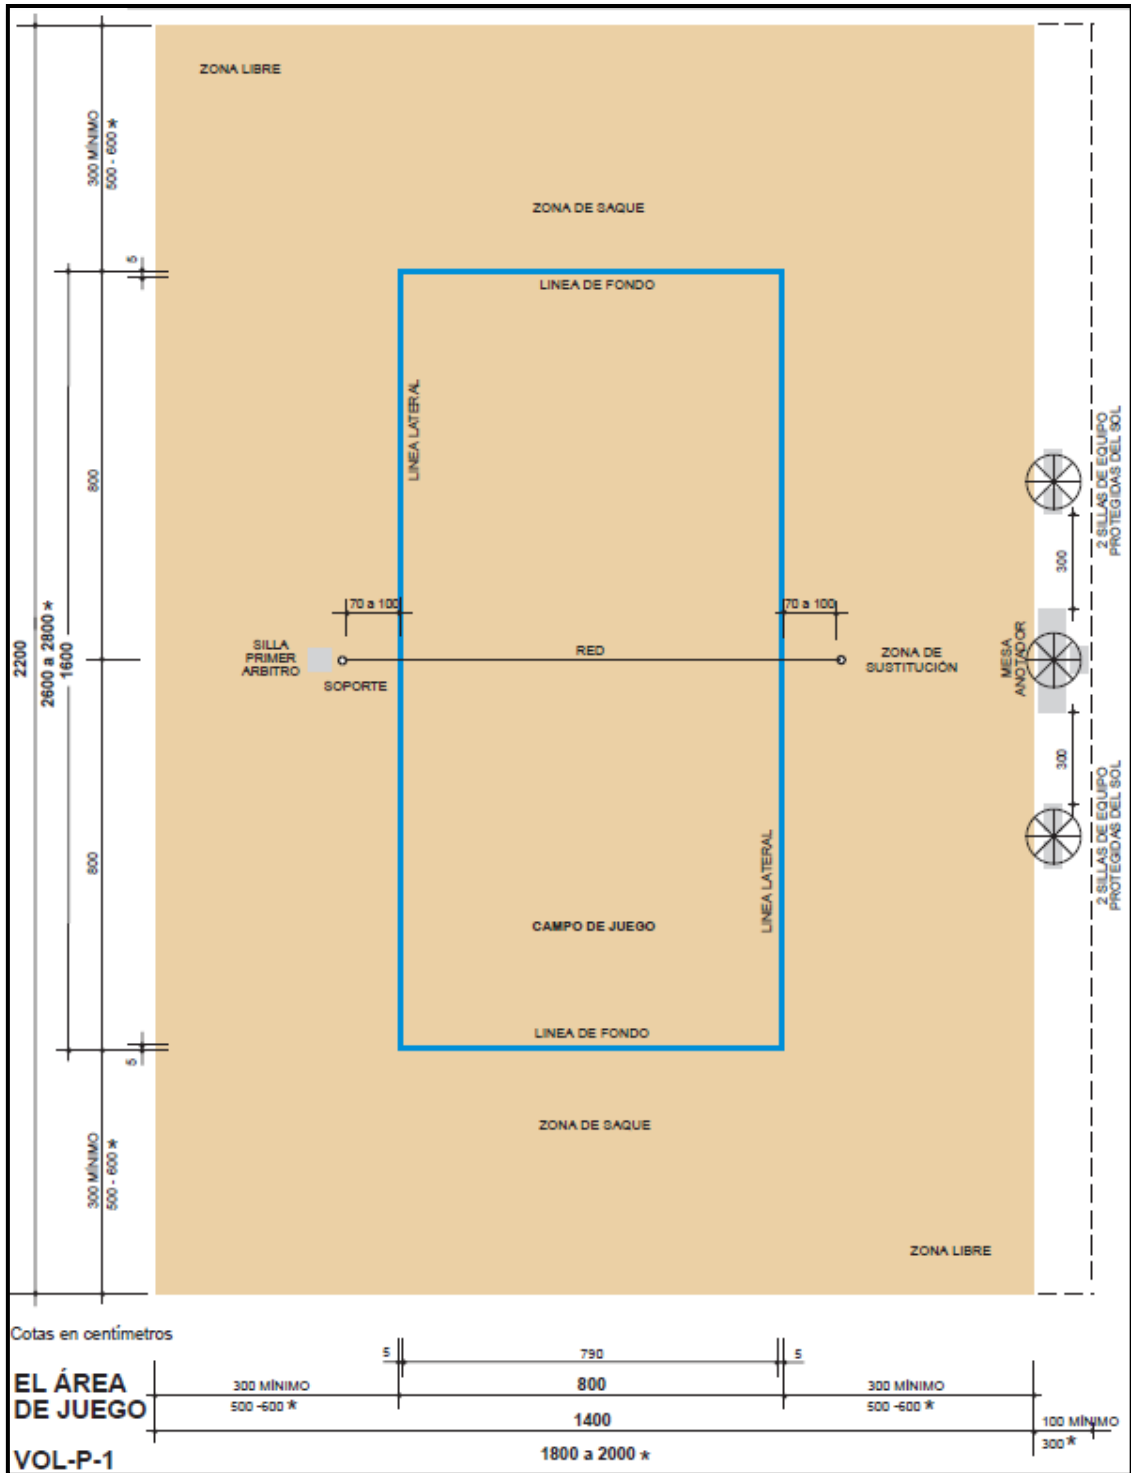 ZONA LIBRE
300 MÍNIMO
500 - 600 *
ZONA DE SAQUE
5
LINEA DE FONDO
LINEA LATERAL
800
2 SILLAS DE EQUIPO
PROTEGIDAS DEL SOL
300
70 a 100
70 a 100
2200
2600 a 2800 *
1600
SILLA
PRIMER
ARBITRO
SOPORTE
RED
ZONA DE
SUSTITUCIÓN
MESA
ANOTADOR
300
2 SILLAS DE EQUIPO
PROTEGIDAS DEL SOL
800
LINEA LATERAL
CAMPO DE JUEGO
LINEA DE FONDO
5
ZONA DE SAQUE
300 MÍNIMO
500 - 600 *
ZONA LIBRE
Cotas en centímetros
5
790
5
EL ÁREA
DE JUEGO
300 MÍNIMO
500 -600 *
800
300 MÍNIMO
500 -600 *
1400
100 MÍNIMO
300 *
1800 a 2000 *
VOL-P-1